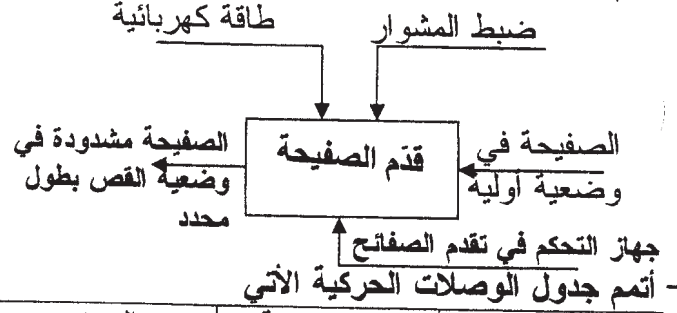 طاقة كهربائية
ضبط المشوار
الصفيحة في
وضعية أوليه
قدّم الصفيحة
الصفيحة مشدودة في
وضعية القص بطول
محدد
جهاز التحكم في تقدم الصفائح
- أتمم جدول الوصلات الحركية الآتي